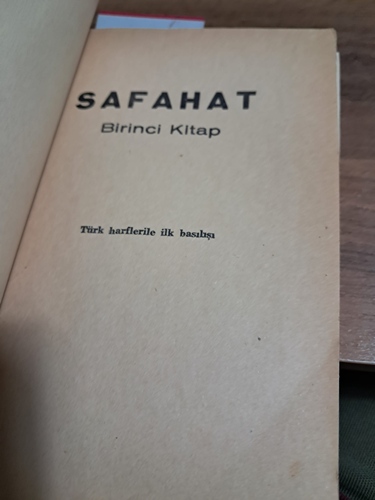 SAFAHAT
Birinci Kitap
Türk harflerile ilk basılışı